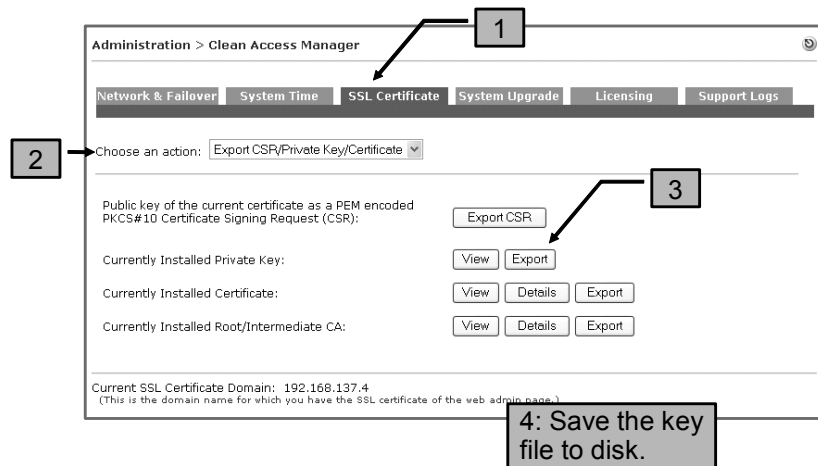 1
Administration > Clean Access Manager
Network & Failover System Time SSL Certificate System Upgrade Licensing Support Logs
2
Choose an action: Export CSR/Private Key/Certificate
3
Public key of the current certificate as a PEM encoded
PKCS#10 Certificate Signing Request (CSR): Export CSR
Currently Installed Private Key: View Export
Currently Installed Certificate: View Details Export
Currently Installed Root/Intermediate CA: View Details Export
Current SSL Certificate Domain: 192.168.137.4
(This is the domain name for which you have the SSL certificate of the web admin page.)
4: Save the key
file to disk.